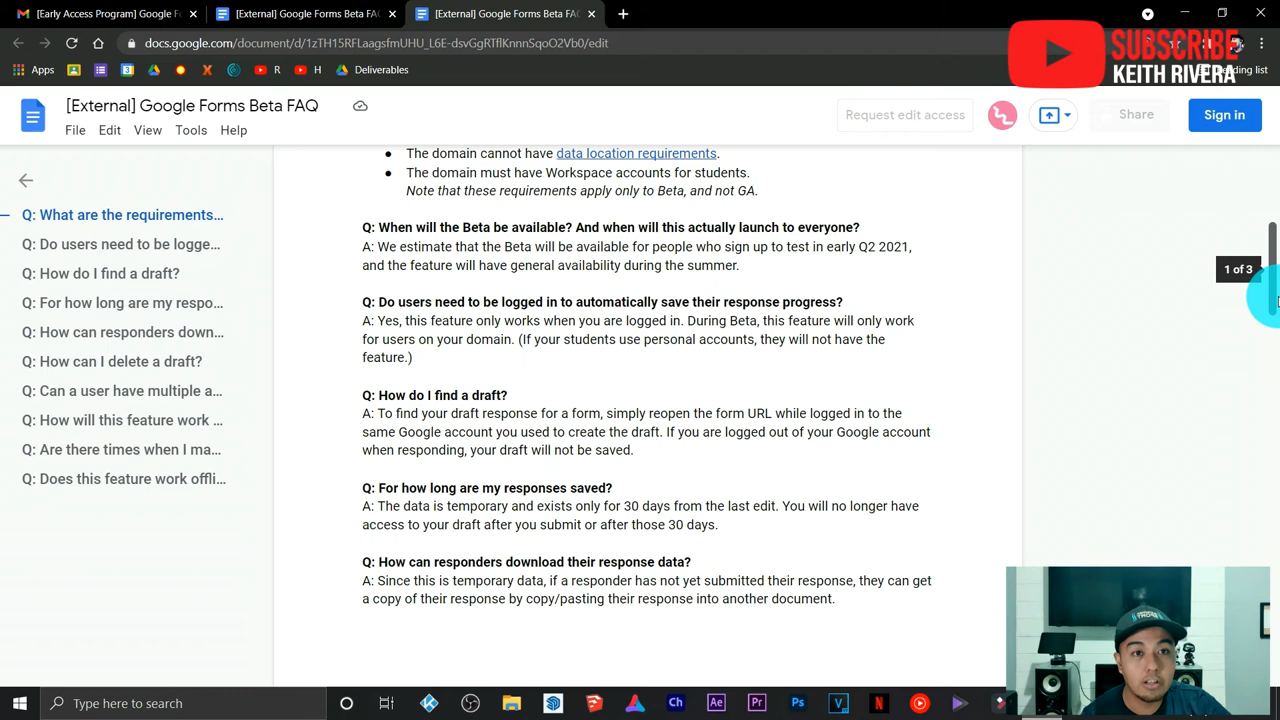 [Early Access Program] Google F
[External] Google Forms Beta FAQ
[External] Google Forms Beta FAQ
docs.google.com/document/d/1zTH15RFLaagsfmUHU_L6E-dsvGgRTflKnnnSqoO2Vb0/edit
SUBSCRIBE
KEITH RIVERA
Apps
R
H
Deliverables
[External] Google Forms Beta FAQ
File Edit View Tools Help
Request edit access
Share
Sign in
Q: What are the requirements...
Q: Do users need to be logge...
Q: How do I find a draft?
Q: For how long are my respo...
Q: How can responders down...
Q: How can I delete a draft?
Q: Can a user have multiple a...
Q: How will this feature work ...
Q: Are there times when I ma...
Q: Does this feature work offli...
● The domain cannot have data location requirements.
● The domain must have Workspace accounts for students.
Note that these requirements apply only to Beta, and not GA.
Q: When will the Beta be available? And when will this actually launch to everyone?
A: We estimate that the Beta will be available for people who sign up to test in early Q2 2021,
and the feature will have general availability during the summer.
Q: Do users need to be logged in to automatically save their response progress?
A: Yes, this feature only works when you are logged in. During Beta, this feature will only work
for users on your domain. (If your students use personal accounts, they will not have the
feature.)
Q: How do I find a draft?
A: To find your draft response for a form, simply reopen the form URL while logged in to the
same Google account you used to create the draft. If you are logged out of your Google account
when responding, your draft will not be saved.
Q: For how long are my responses saved?
A: The data is temporary and exists only for 30 days from the last edit. You will no longer have
access to your draft after you submit or after those 30 days.
Q: How can responders download their response data?
A: Since this is temporary data, if a responder has not yet submitted their response, they can get
a copy of their response by copy/pasting their response into another document.
1 of 3
Type here to search
Ch
Ae
Pr
Ps
V
N